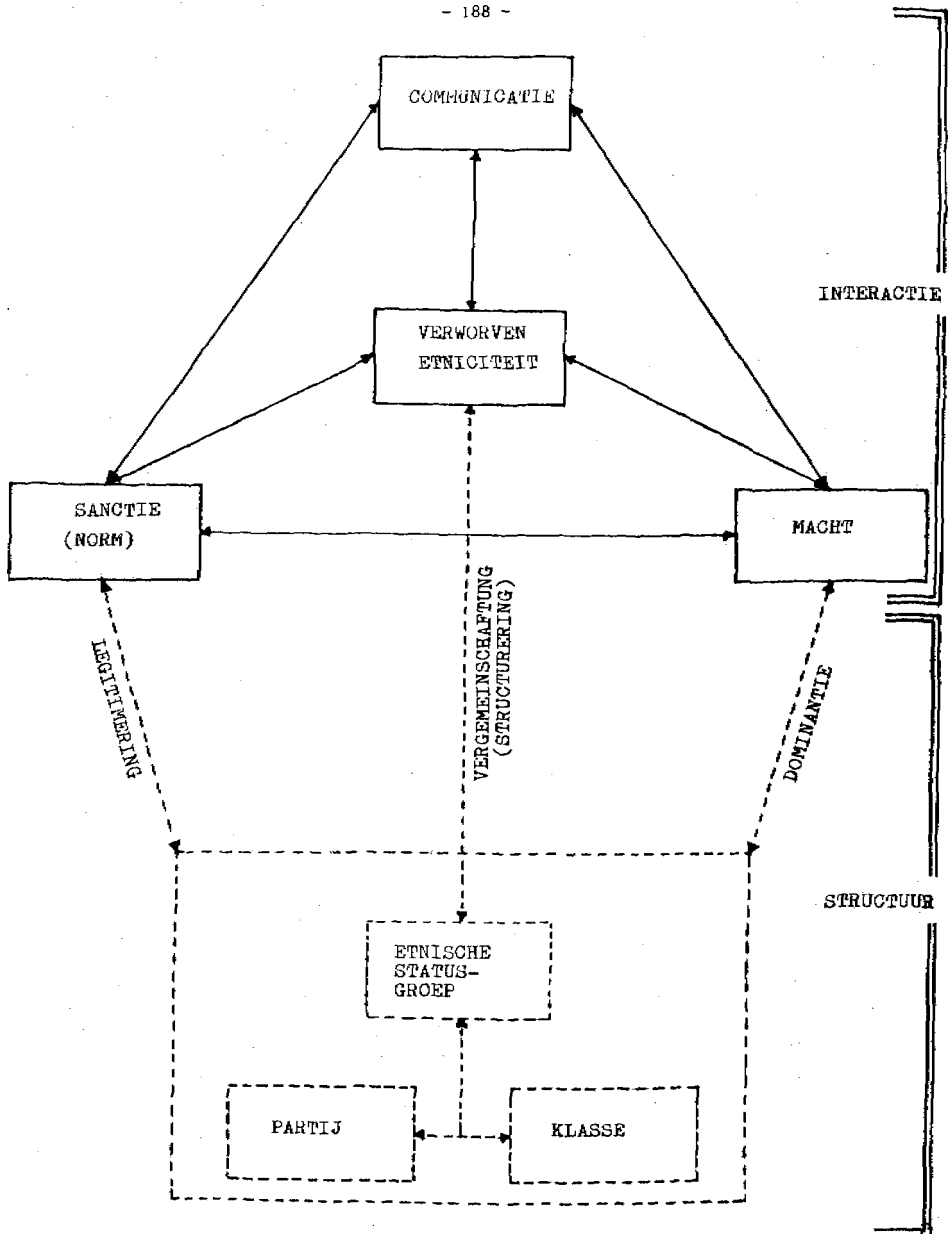 - 188 -
COMMUNICATIE
INTERACTIE
VERWORVEN
ETNICITEIT
SANCTIE
(NORM)
MACHT
LEGITIMERING
VERGEMEINSCHAFTUNG
(STRUCTURERING)
DOMINANTIE
STRUCTUUR
ETNISCHE
STATUS-
GROEP
PARTIJ
KLASSE